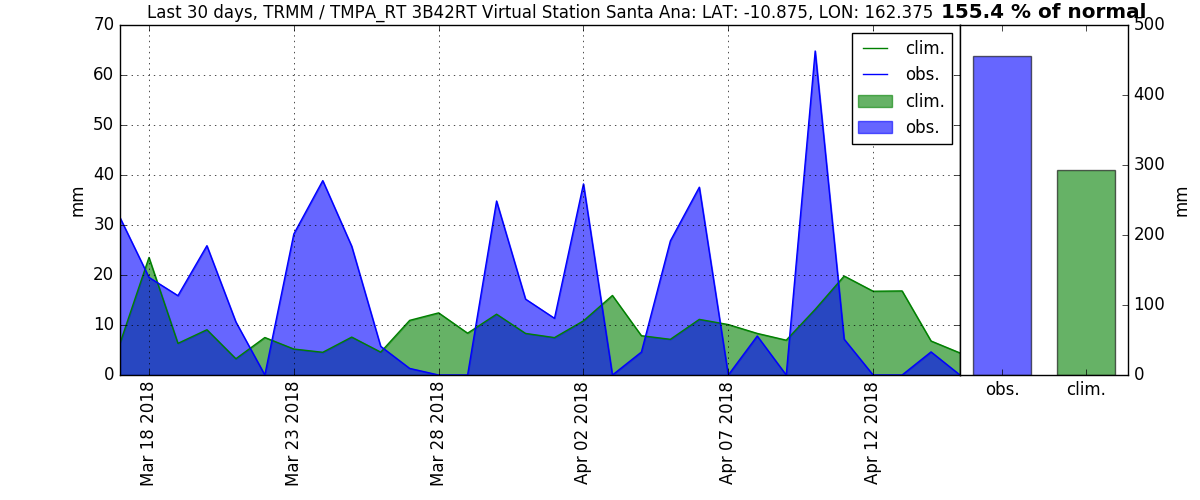 Last 30 days, TRMM / TMPA_RT 3B42RT Virtual Station Santa Ana: LAT: -10.875, LON: 162.375 155.4 % of normal
70
60
50
40
30
20
10
0
mm
clim.
obs.
clim.
obs.
500
400
300
200
100
0
mm
obs.
clim.
Mar 18 2018
Mar 23 2018
Mar 28 2018
Apr 02 2018
Apr 07 2018
Apr 12 2018